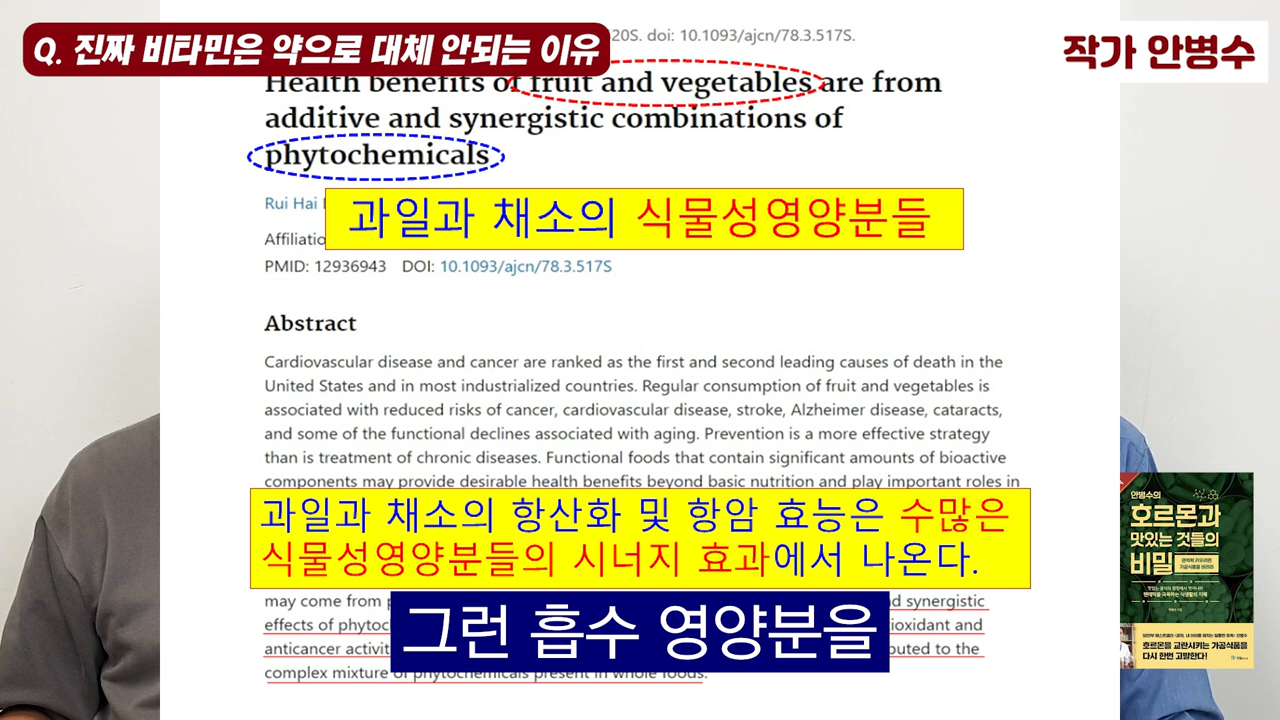 Q. 진짜 비타민은 약으로 대체 안되는 이유
작가 안병수
20S. doi: 10.1093/ajcn/78.3.517S.
Health benefits of fruit and vegetables are from
additive and synergistic combinations of
phytochemicals
Rui Hai
과일과 채소의 식물성영양분들
Affiliatio
PMID: 12936943 DOI: 10.1093/ajcn/78.3.517S
Abstract
Cardiovascular disease and cancer are ranked as the first and second leading causes of death in the
United States and in most industrialized countries. Regular consumption of fruit and vegetables is
associated with reduced risks of cancer, cardiovascular disease, stroke, Alzheimer disease, cataracts,
and some of the functional declines associated with aging. Prevention is a more effective strategy
than is treatment of chronic diseases. Functional foods that contain significant amounts of bioactive
components may provide desirable health benefits beyond basic nutrition and play important roles in
과일과 채소의 항산화 및 항암 효능은 수많은
식물성영양분들의 시너지 효과에서 나온다.
may come from nd synergistic
effects of phytoc ioxidant and
anticancer activit buted to the
complex mixture of phytochemicals present in whole foods.
그런 흡수 영양분을
안병수의
호르몬과
맛있는 것들의
비밀
호르몬을 교란시키는 가공식품을
다시 한번 고발한다!